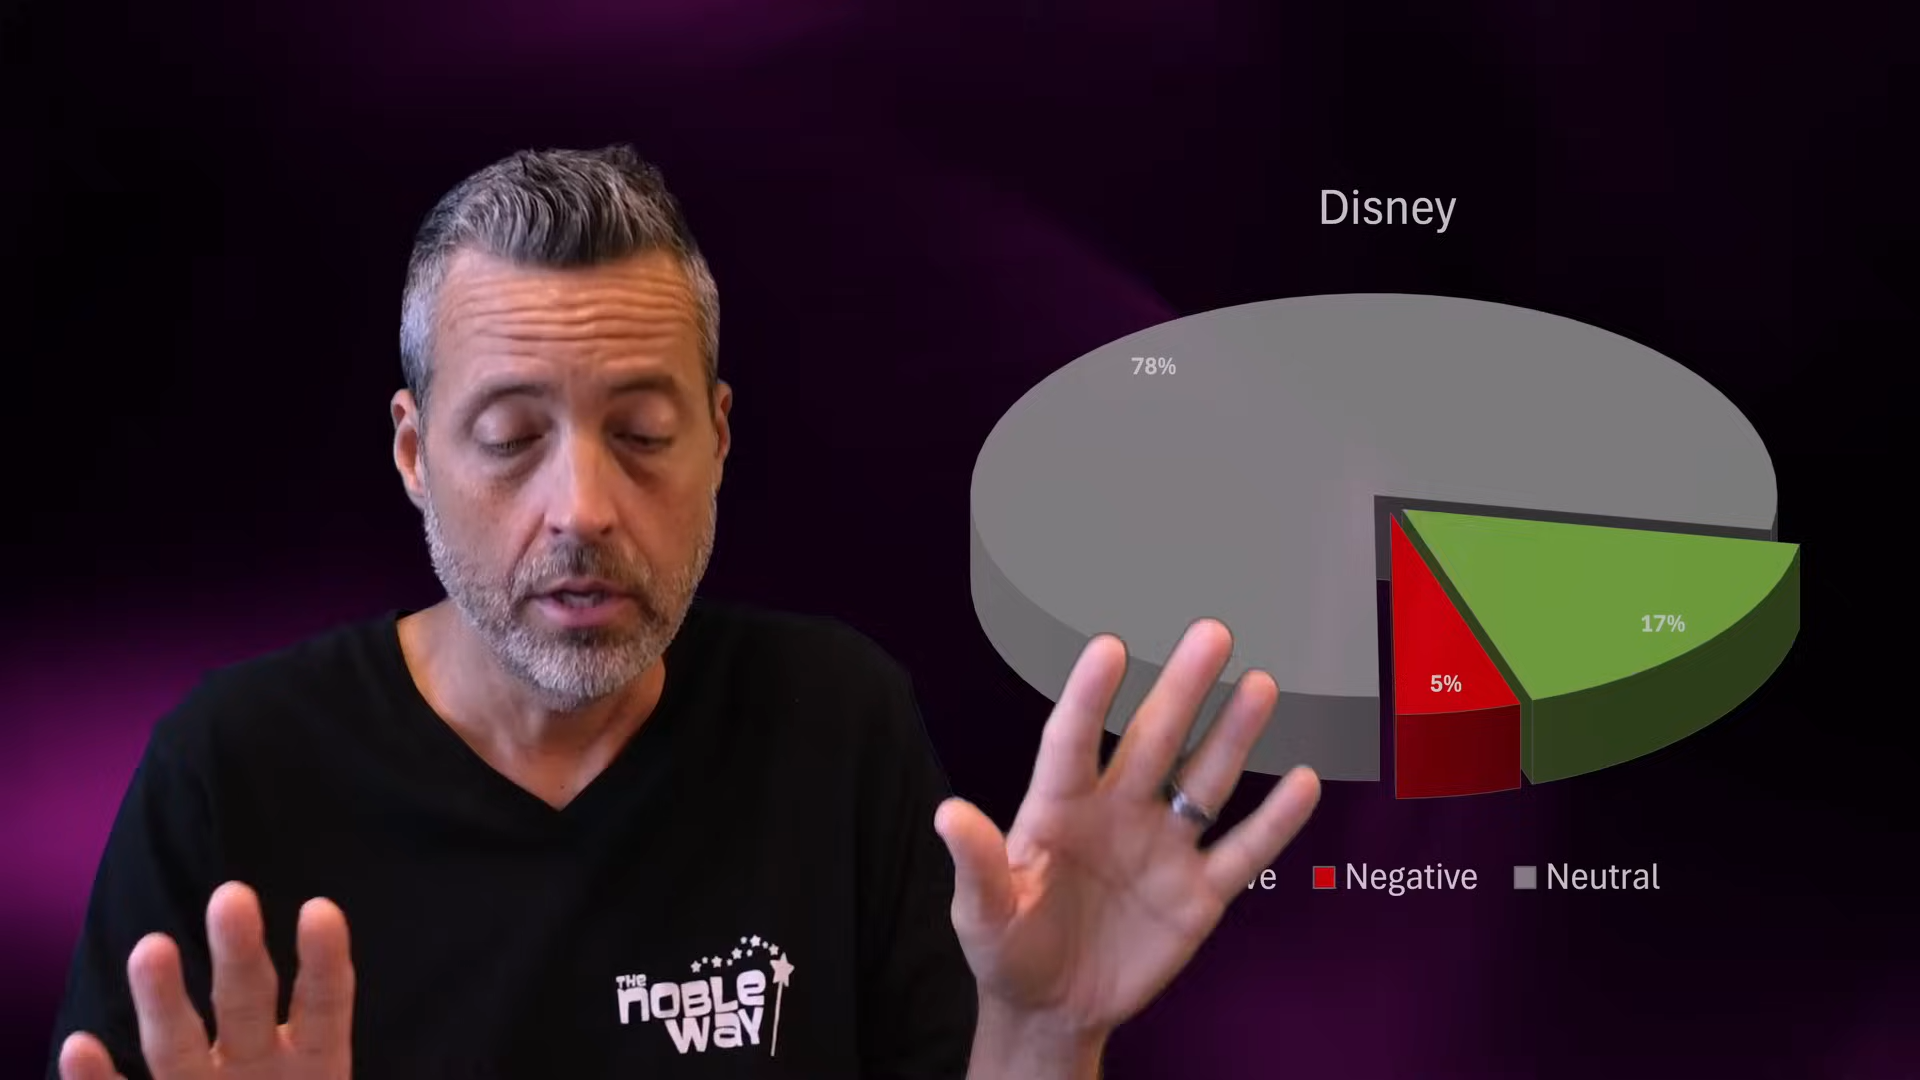 Disney
78%
17%
5%
Negative
Neutral
THE
NOBLE
WAY